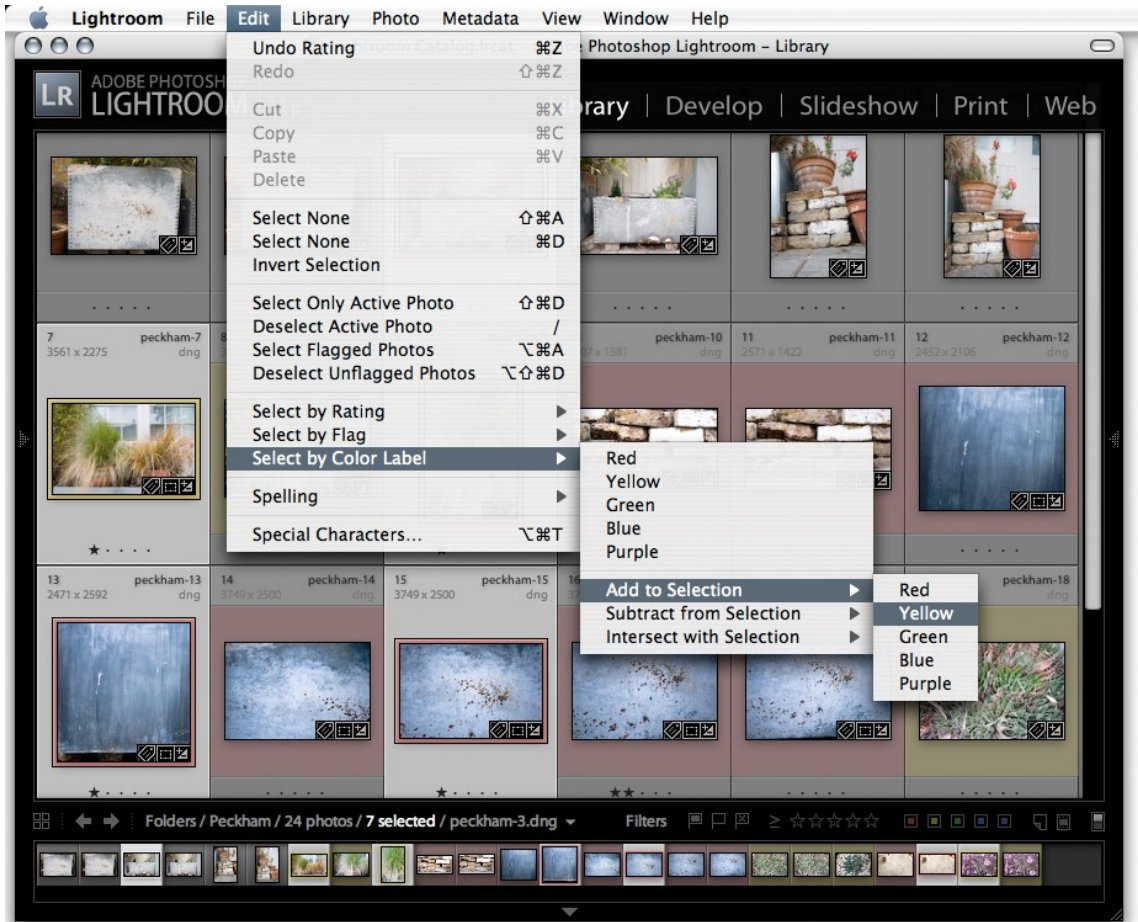 Lightroom File Edit Library Photo Metadata View Window Help
Photoshop Lightroom – Library
LR ADOBE PHOTOSH
LIGHTROO
rary | Develop | Slideshow | Print | Web
Undo Rating ⌘Z
Redo ⇧⌘Z
Cut ⌘X
Copy ⌘C
Paste ⌘V
Delete
Select None ⇧⌘A
Select None ⌘D
Invert Selection
Select Only Active Photo ⇧⌘D
Deselect Active Photo /
Select Flagged Photos ⌥⌘A
Deselect Unflagged Photos ⌥⇧⌘D
Select by Rating
Select by Flag
Select by Color Label
Spelling
Special Characters... ⌥⌘T
Red
Yellow
Green
Blue
Purple
Add to Selection
Subtract from Selection
Intersect with Selection
Red
Yellow
Green
Blue
Purple
7 peckham-7
3561 x 2275 dng
peckham-10
x 1581 dng
11 peckham-11
2571 x 1422 dng
12 peckham-12
2452 x 2106 dng
13 peckham-13
2471 x 2592 dng
14 peckham-14
3749 x 2500 dng
15 peckham-15
3749 x 2500 dng
16
peckham-18
dng
Folders / Peckham / 24 photos / 7 selected / peckham-3.dng Filters ≥ ☆☆☆☆☆